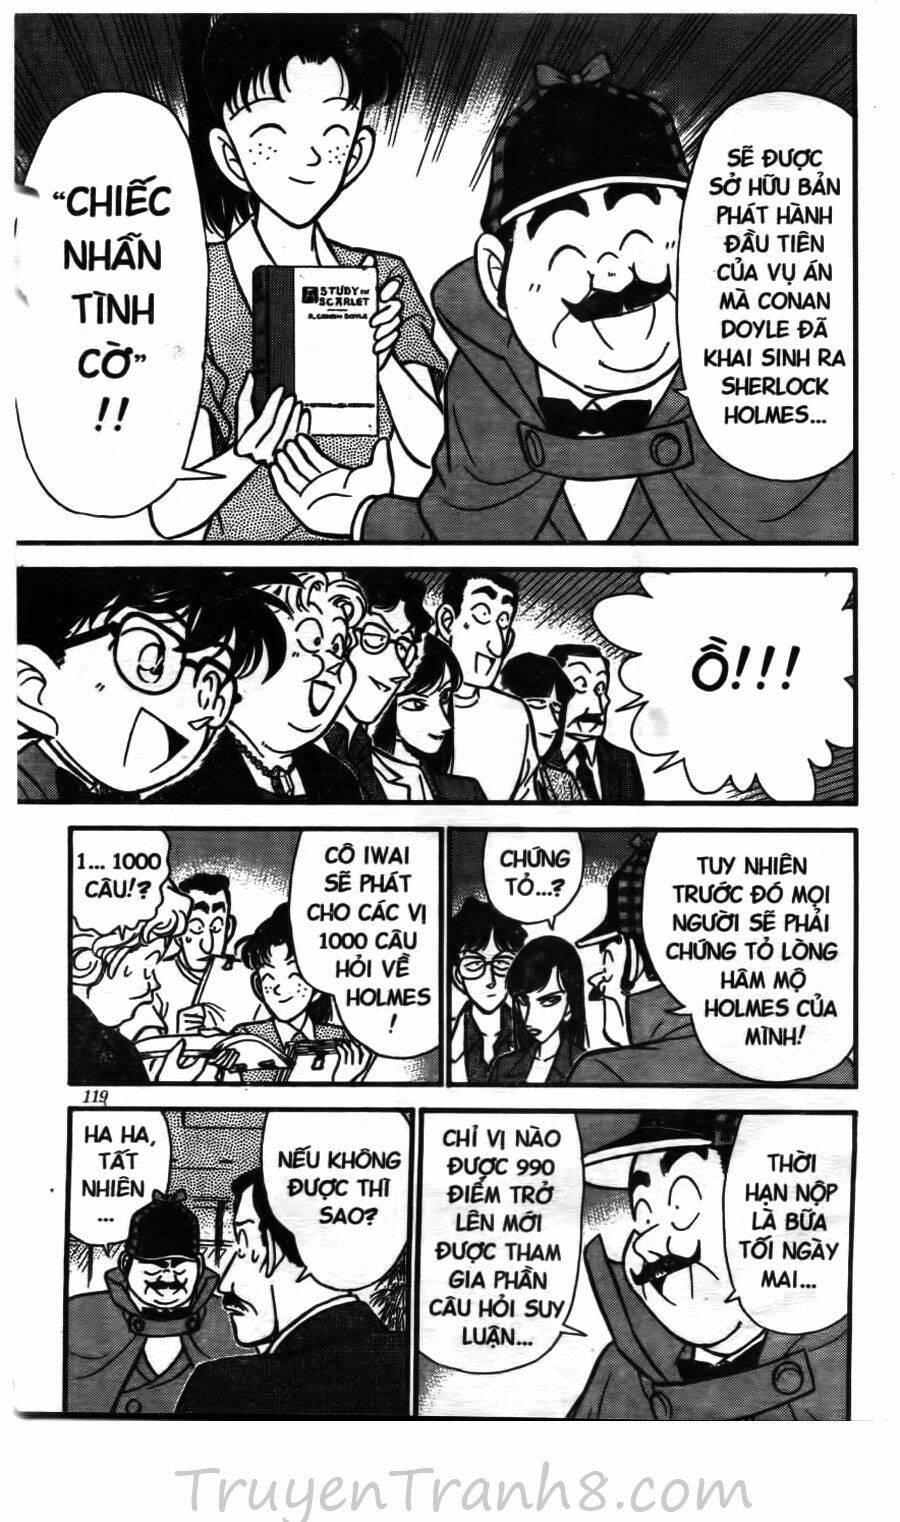 SẼ ĐƯỢC
SỞ HỮU BẢN
PHÁT HÀNH
ĐẦU TIÊN
CỦA VỤ ÁN
MÀ CONAN
DOYLE ĐÃ
KHAI SINH RA
SHERLOCK
HOLMES...
"CHIẾC
NHẪN
TÌNH
CỜ"
!!
STUDY IN
SCARLET
A. CONAN DOYLE
Ồ!!!
TUY NHIÊN
TRƯỚC ĐÓ MỌI
NGƯỜI SẼ PHẢI
CHỨNG TỎ LÒNG
HÂM MỘ
HOLMES CỦA
MÌNH!
CHỨNG
TỎ...?
CÔ IWAI
SẼ PHÁT
CHO CÁC VỊ
1000 CÂU
HỎI VỀ
HOLMES
!
1... 1000
CÂU!?
119
THỜI
HẠN NỘP
LÀ BỮA
TỐI NGÀY
MAI...
CHỈ VỊ NÀO
ĐƯỢC 990
ĐIỂM TRỞ
LÊN MỚI
ĐƯỢC THAM
GIA PHẦN
CÂU HỎI SUY
LUẬN...
NẾU KHÔNG
ĐƯỢC THÌ
SAO?
HA HA,
TẤT
NHIÊN
...
TruyenTranh8.com